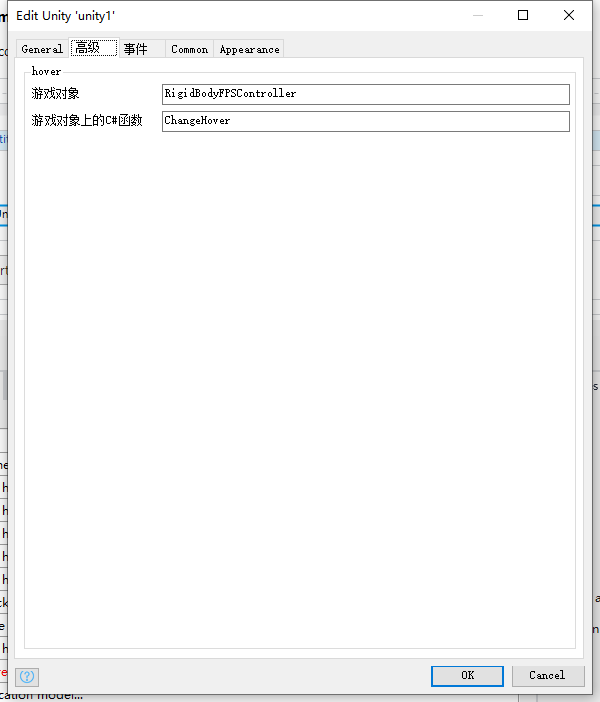 Edit Unity 'unity1'
General 高级 事件 Common Appearance
hover
游戏对象 RigidBodyFPSController
游戏对象上的C#函数 ChangeHover
OK Cancel
cation model...